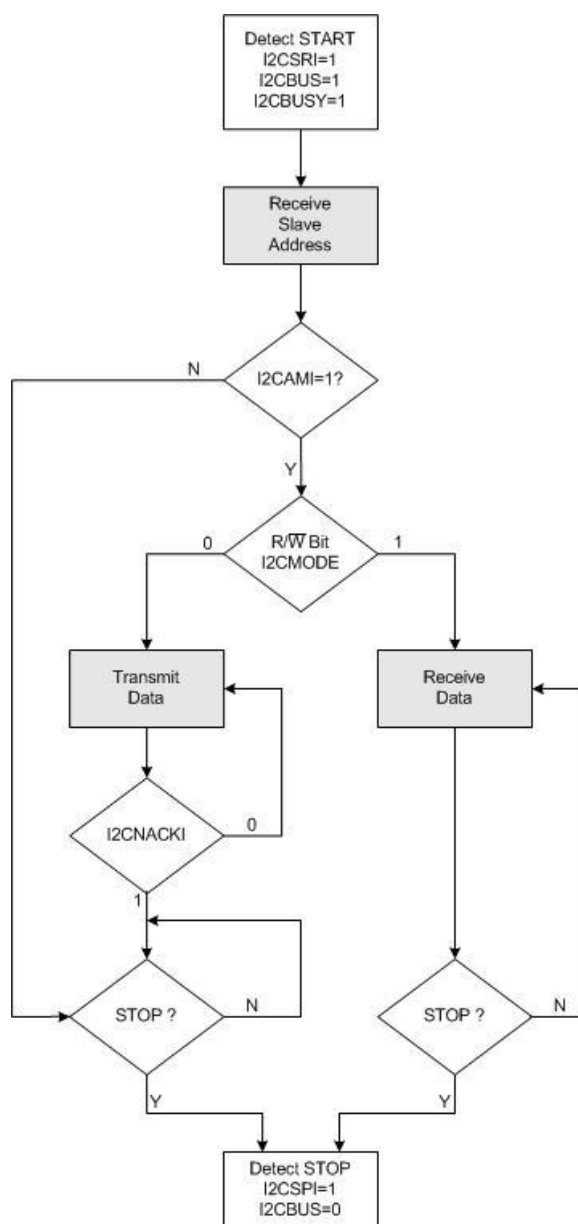 Detect START
I2CSRI=1
I2CBUS=1
I2CBUSY=1
Receive
Slave
Address
N
I2CAMI=1?
Y
0
R/W̅ Bit
I2CMODE
1
Transmit
Data
Receive
Data
I2CNACKI
0
1
STOP ?
N
STOP ?
N
Y
Y
Detect STOP
I2CSPI=1
I2CBUS=0